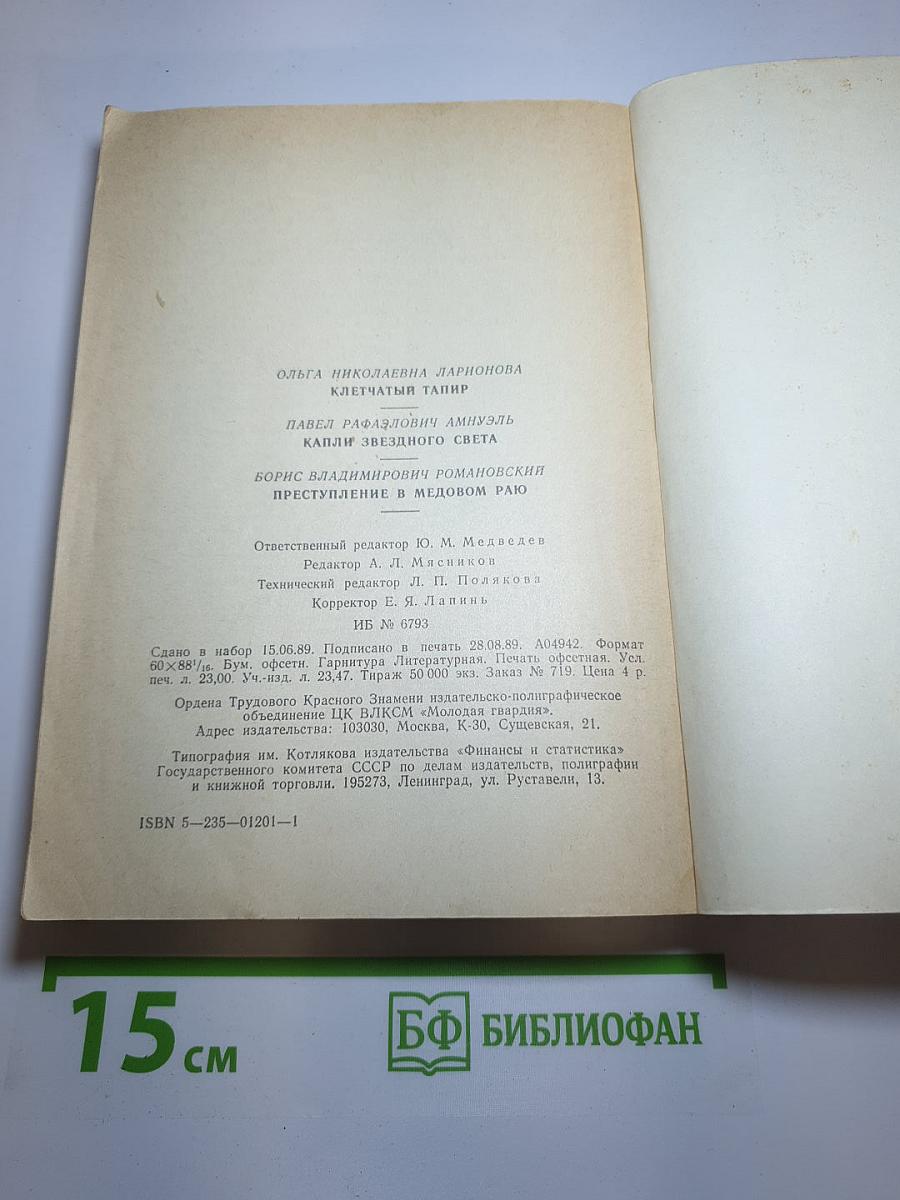 ОЛЬГА НИКОЛАЕВНА ЛАРИОНОВА
КЛЕТЧАТЫЙ ТАПИР
ПАВЕЛ РАФАЭЛОВИЧ АМНУЭЛЬ
КАПЛИ ЗВЕЗДНОГО СВЕТА
БОРИС ВЛАДИМИРОВИЧ РОМАНОВСКИЙ
ПРЕСТУПЛЕНИЕ В МЕДОВОМ РАЮ
Ответственный редактор Ю. М. Медведев
Редактор А. Л. Мясников
Технический редактор Л. П. Полякова
Корректор Е. Я. Лапинь
ИБ № 6793
Сдано в набор 15.06.89. Подписано в печать 28.08.89. А04942. Формат
60×88¹/₁₆. Бум. офсетн. Гарнитура Литературная. Печать офсетная. Усл.
печ. л. 23,00. Уч.-изд. л. 23,47. Тираж 50 000 экз. Заказ № 719. Цена 4 р.
Ордена Трудового Красного Знамени издательско-полиграфическое
объединение ЦК ВЛКСМ «Молодая гвардия».
Адрес издательства: 103030, Москва, К-30, Сущевская, 21.
Типография им. Котлякова издательства «Финансы и статистика»
Государственного комитета СССР по делам издательств, полиграфии
и книжной торговли. 195273, Ленинград, ул. Руставели, 13.
ISBN 5—235—01201—1
15 см
БФ БИБЛИОФАН